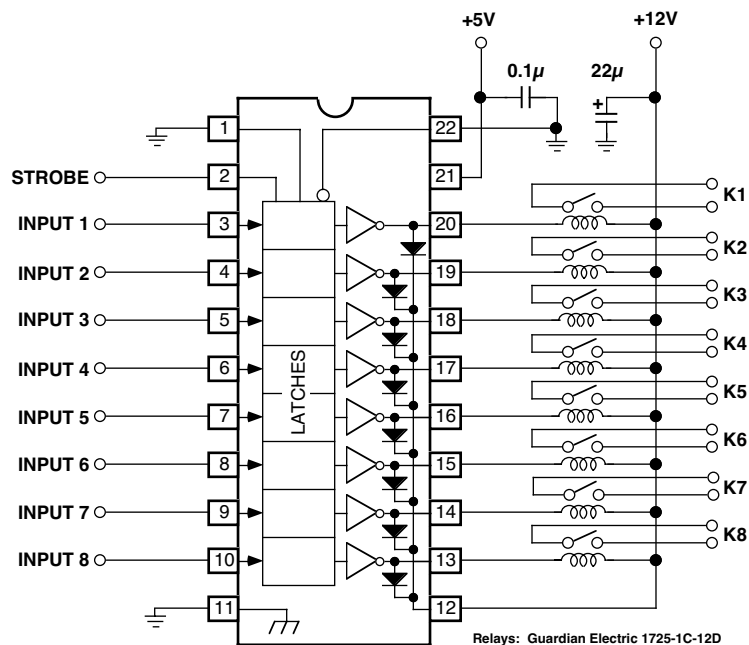 +5V
+12V
0.1µ
22µ
+
1
22
STROBE
2
21
K1
INPUT 1
3
20
K2
INPUT 2
4
19
K3
INPUT 3
5
18
K4
INPUT 4
6
17
LATCHES
K5
INPUT 5
7
16
K6
INPUT 6
8
15
K7
INPUT 7
9
14
K8
INPUT 8
10
13
11
12
Relays: Guardian Electric 1725-1C-12D